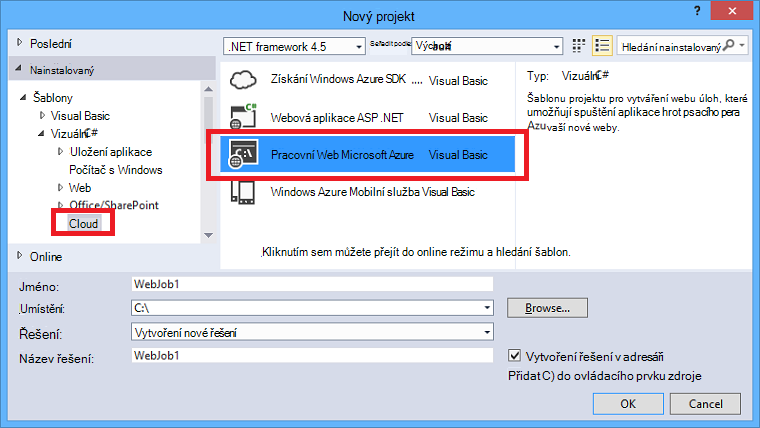 Nový projekt
Poslední
Nainstalovaný
Šablony
Visual Basic
Vizuální C#
Uložení aplikace
Počítač s Windows
Web
Office/SharePoint
Cloud
Online
.NET framework 4.5
Seřadit podle:
Hledání nainstalovaný
Získání Windows Azure SDK .... Visual Basic
Webová aplikace ASP .NET Visual Basic
Pracovní Web Microsoft Azure Visual Basic
Windows Azure Mobilní služba Visual Basic
Kliknutím sem můžete přejít do online režimu a hledání šablon.
Typ: Vizuální C#
Šablonu projektu pro vytváření webu úloh, které
umožňují spuštění aplikace hrot psacího pera
Azu vaší nové weby.
Jméno: WebJob1
Umístění: C:\
Browse...
Řešení: Vytvoření nové řešení
Název řešení: WebJob1
Vytvoření řešení v adresáři
Přidat C) do ovládacího prvku zdroje
OK
Cancel